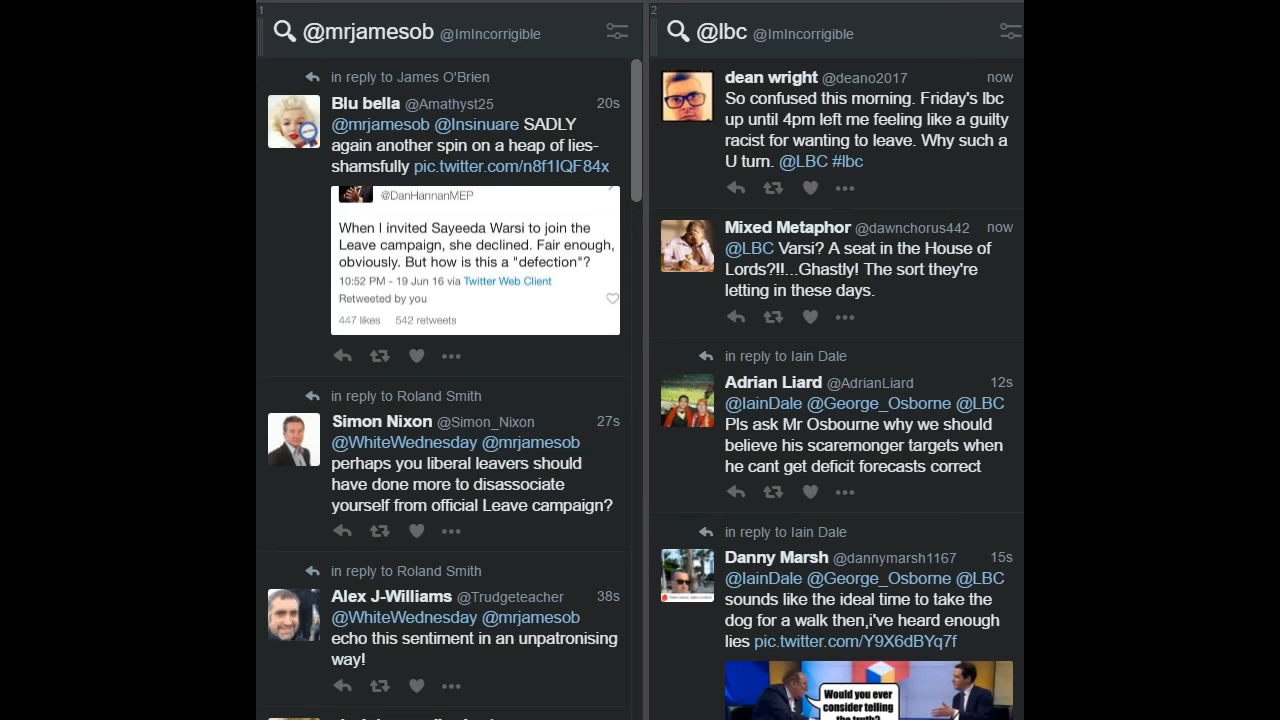 1
@mrjamesob @ImIncorrigible
in reply to James O'Brien
Blu bella @Amathyst25 20s
@mrjamesob @Insinuare SADLY
again another spin on a heap of lies-
shamsfully pic.twitter.com/n8f1IQF84x
@DanHannanMEP
When I invited Sayeeda Warsi to join the
Leave campaign, she declined. Fair enough,
obviously. But how is this a "defection"?
10:52 PM - 19 Jun 16 via Twitter Web Client
Retweeted by you
447 likes 542 retweets
in reply to Roland Smith
Simon Nixon @Simon_Nixon 27s
@WhiteWednesday @mrjamesob
perhaps you liberal leavers should
have done more to disassociate
yourself from official Leave campaign?
in reply to Roland Smith
Alex J-Williams @Trudgeteacher 38s
@WhiteWednesday @mrjamesob
echo this sentiment in an unpatronising
way!
2
@lbc @ImIncorrigible
dean wright @deano2017 now
So confused this morning. Friday's lbc
up until 4pm left me feeling like a guilty
racist for wanting to leave. Why such a
U turn. @LBC #lbc
Mixed Metaphor @dawnchorus442 now
@LBC Varsi? A seat in the House of
Lords?!!...Ghastly! The sort they're
letting in these days.
in reply to Iain Dale
Adrian Liard @AdrianLiard 12s
@IainDale @George_Osborne @LBC
Pls ask Mr Osbourne why we should
believe his scaremonger targets when
he cant get deficit forecasts correct
in reply to Iain Dale
Danny Marsh @dannymarsh1167 15s
@IainDale @George_Osborne @LBC
sounds like the ideal time to take the
dog for a walk then,i've heard enough
lies pic.twitter.com/Y9X6dBYq7f
Would you ever
consider telling
the truth?